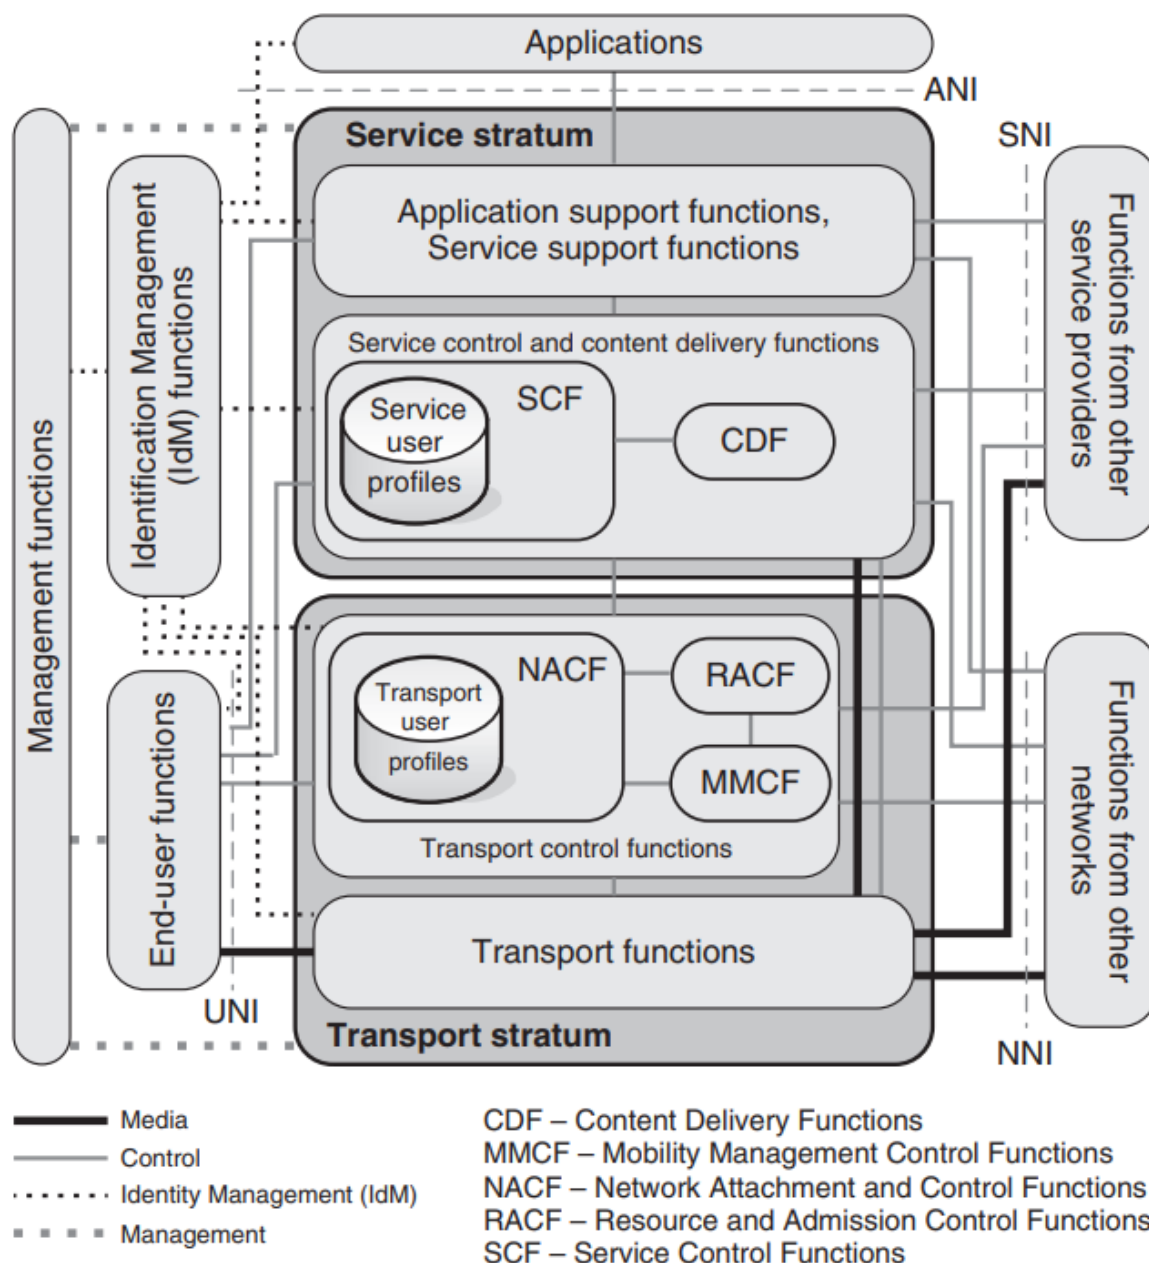 Applications
ANI
Service stratum
SNI
Application support functions,
Service support functions
Service control and content delivery functions
SCF
Service
user
profiles
CDF
Management functions
Identification Management
(IdM) functions
Functions from other
service providers
NACF
Transport
user
profiles
RACF
MMCF
Transport control functions
End-user functions
Functions from other
networks
Transport functions
UNI
Transport stratum
NNI
Media
Control
Identity Management (IdM)
Management
CDF – Content Delivery Functions
MMCF – Mobility Management Control Functions
NACF – Network Attachment and Control Functions
RACF – Resource and Admission Control Functions
SCF – Service Control Functions